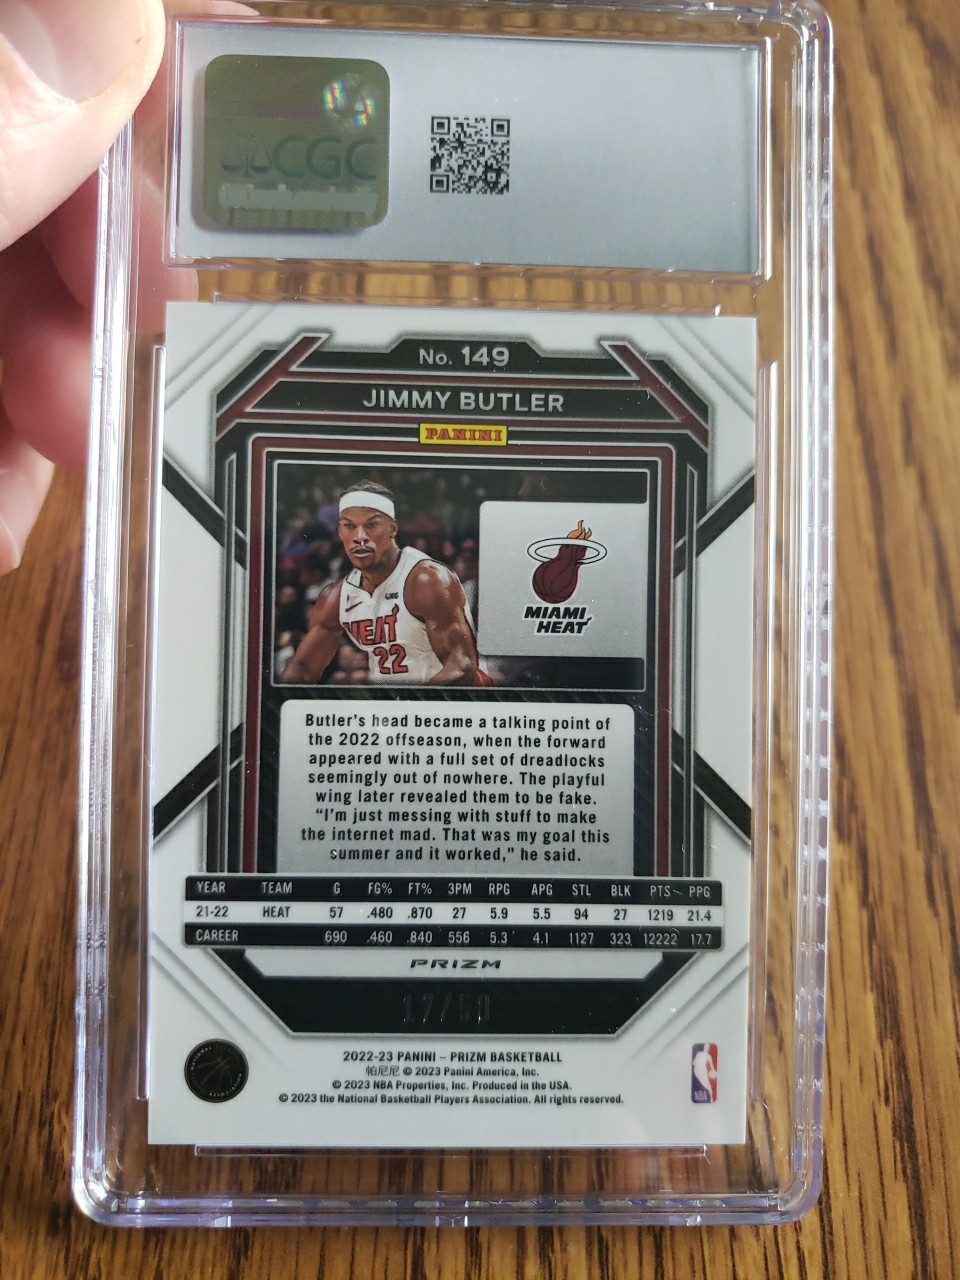 CGC
No. 149
JIMMY BUTLER
PANINI
HEAT
22
MIAMI
HEAT
Butler's head became a talking point of
the 2022 offseason, when the forward
appeared with a full set of dreadlocks
seemingly out of nowhere. The playful
wing later revealed them to be fake.
"I'm just messing with stuff to make
the internet mad. That was my goal this
summer and it worked," he said.
YEAR TEAM G FG% FT% 3PM RPG APG STL BLK PTS PPG
21-22 HEAT 57 .480 .870 27 5.9 5.5 94 27 1219 21.4
CAREER 690 .460 .840 556 5.3 4.1 1127 323 12222 17.7
PRIZM
17/50
2022-23 PANINI – PRIZM BASKETBALL
帕尼尼 © 2023 Panini America, Inc.
© 2023 NBA Properties, Inc. Produced in the USA.
© 2023 the National Basketball Players Association. All rights reserved.
NBA